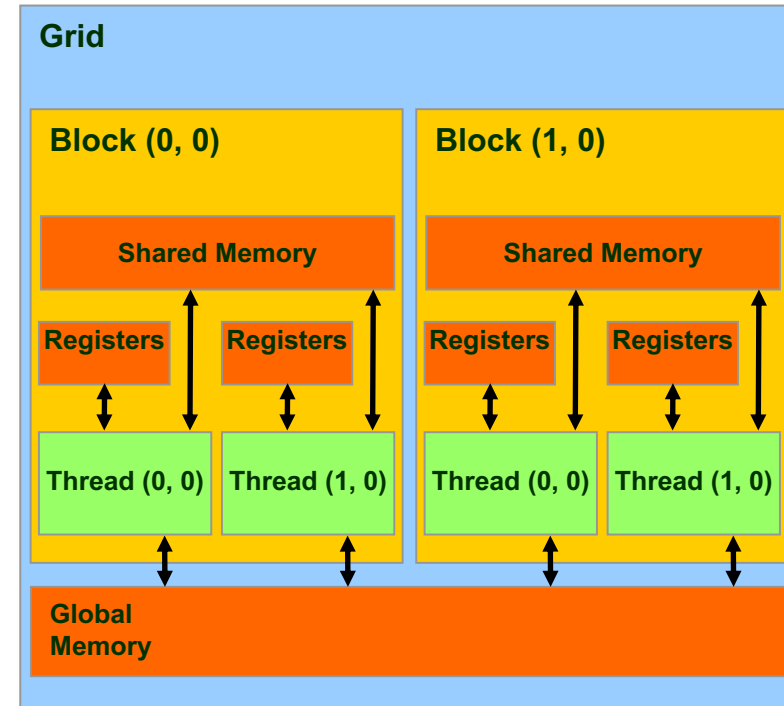 Grid
Block (0, 0)
Block (1, 0)
Shared Memory
Shared Memory
Registers
Registers
Registers
Registers
Thread (0, 0)
Thread (1, 0)
Thread (0, 0)
Thread (1, 0)
Global
Memory